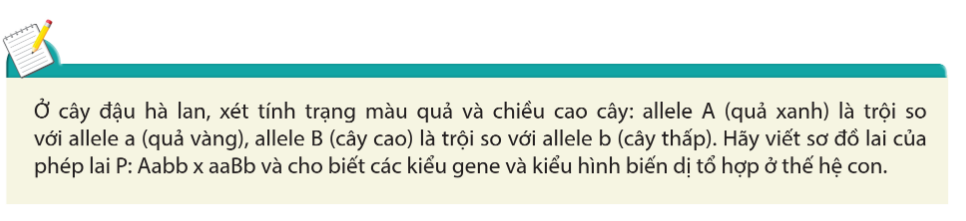 Ở cây đậu hà lan, xét tính trạng màu quả và chiều cao cây: allele A (quả xanh) là trội so
với allele a (quả vàng), allele B (cây cao) là trội so với allele b (cây thấp). Hãy viết sơ đồ lai của
phép lai P: Aabb x aaBb và cho biết các kiểu gene và kiểu hình biến dị tổ hợp ở thế hệ con.